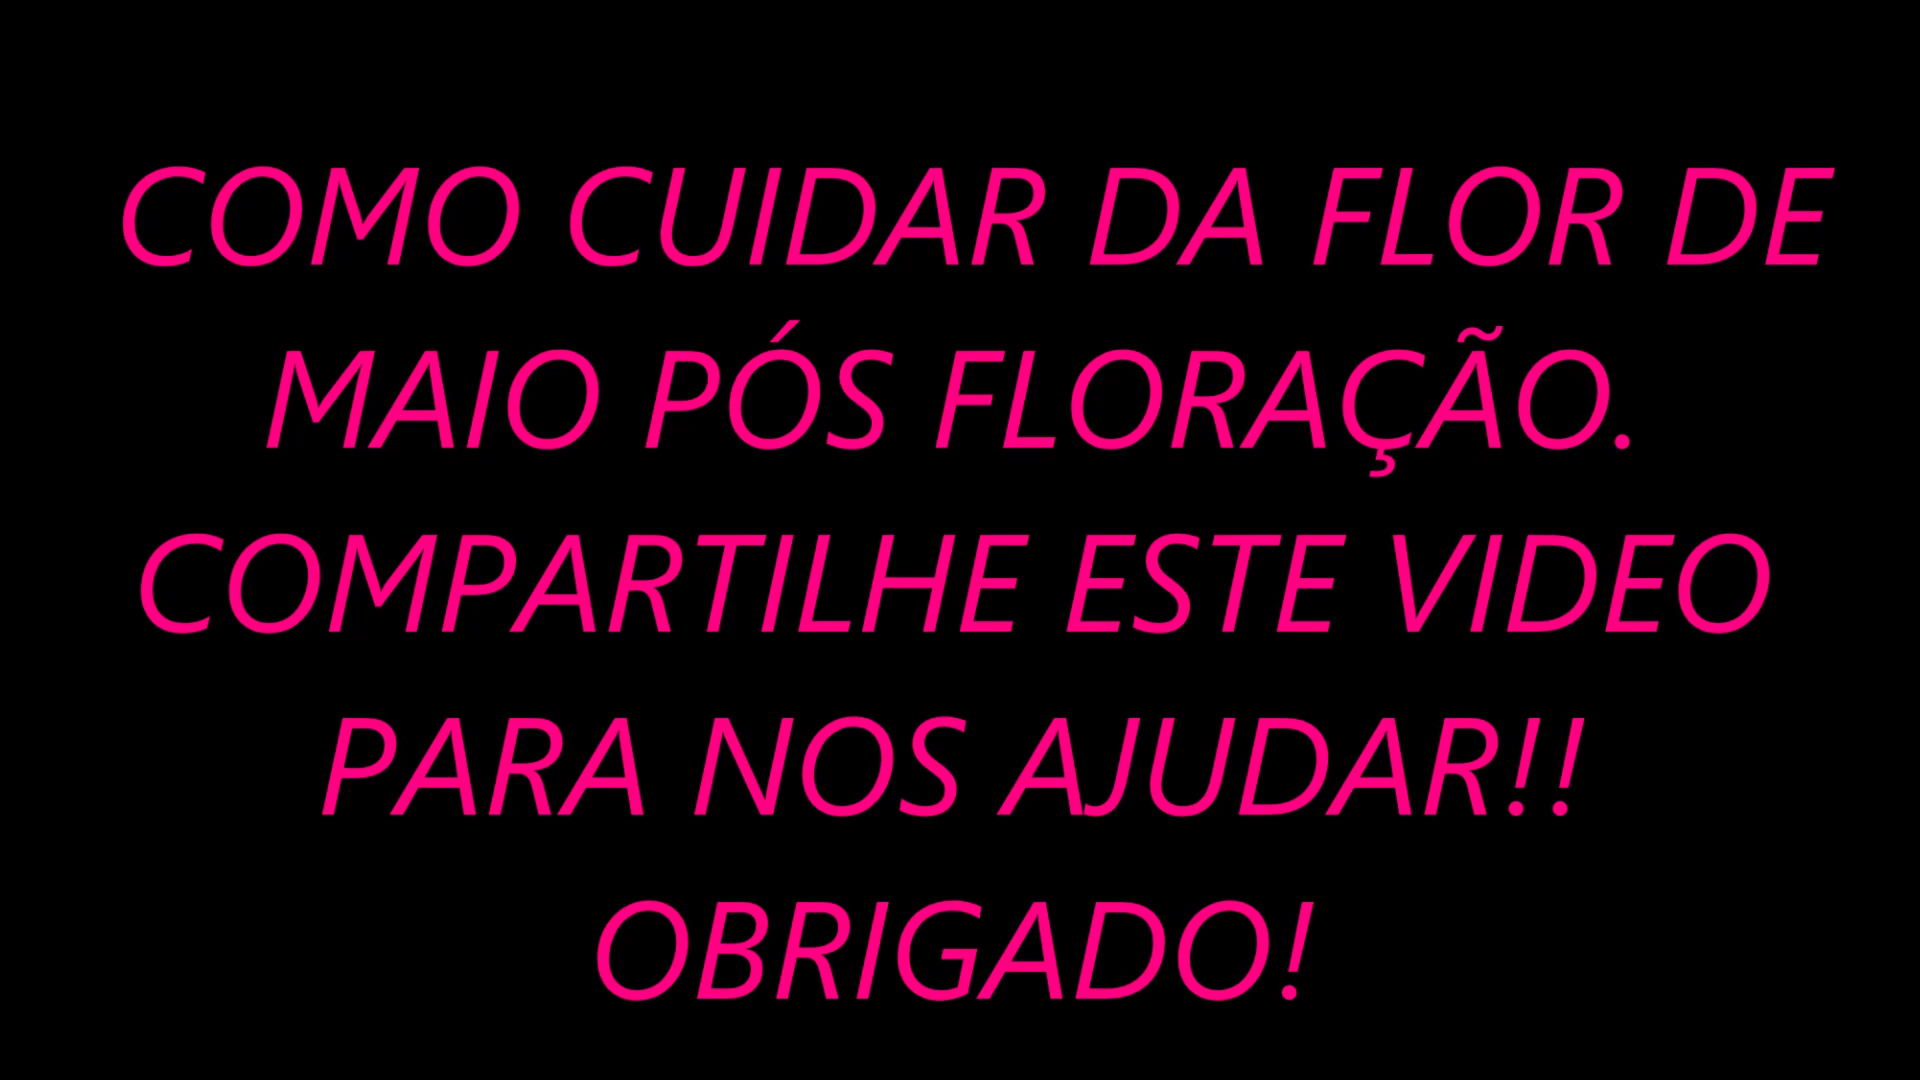 COMO CUIDAR DA FLOR DE
MAIO PÓS FLORAÇÃO.
COMPARTILHE ESTE VIDEO
PARA NOS AJUDAR!!
OBRIGADO!